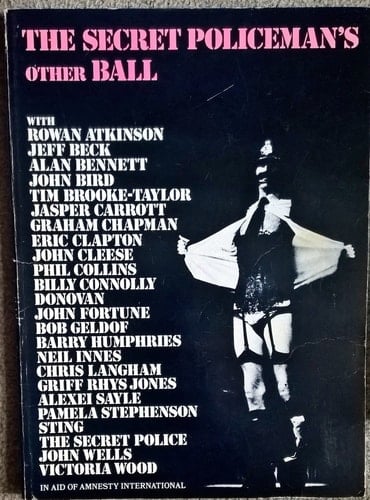 THE SECRET POLICEMAN'S
OTHER BALL
WITH
ROWAN ATKINSON
JEFF BECK
ALAN BENNETT
JOHN BIRD
TIM BROOKE-TAYLOR
JASPER CARROTT
GRAHAM CHAPMAN
ERIC CLAPTON
JOHN CLEESE
PHIL COLLINS
BILLY CONNOLLY
DONOVAN
JOHN FORTUNE
BOB GELDOF
BARRY HUMPHRIES
NEIL INNES
CHRIS LANGHAM
GRIFF RHYS JONES
ALEXEI SAYLE
PAMELA STEPHENSON
STING
THE SECRET POLICE
JOHN WELLS
VICTORIA WOOD
IN AID OF AMNESTY INTERNATIONAL